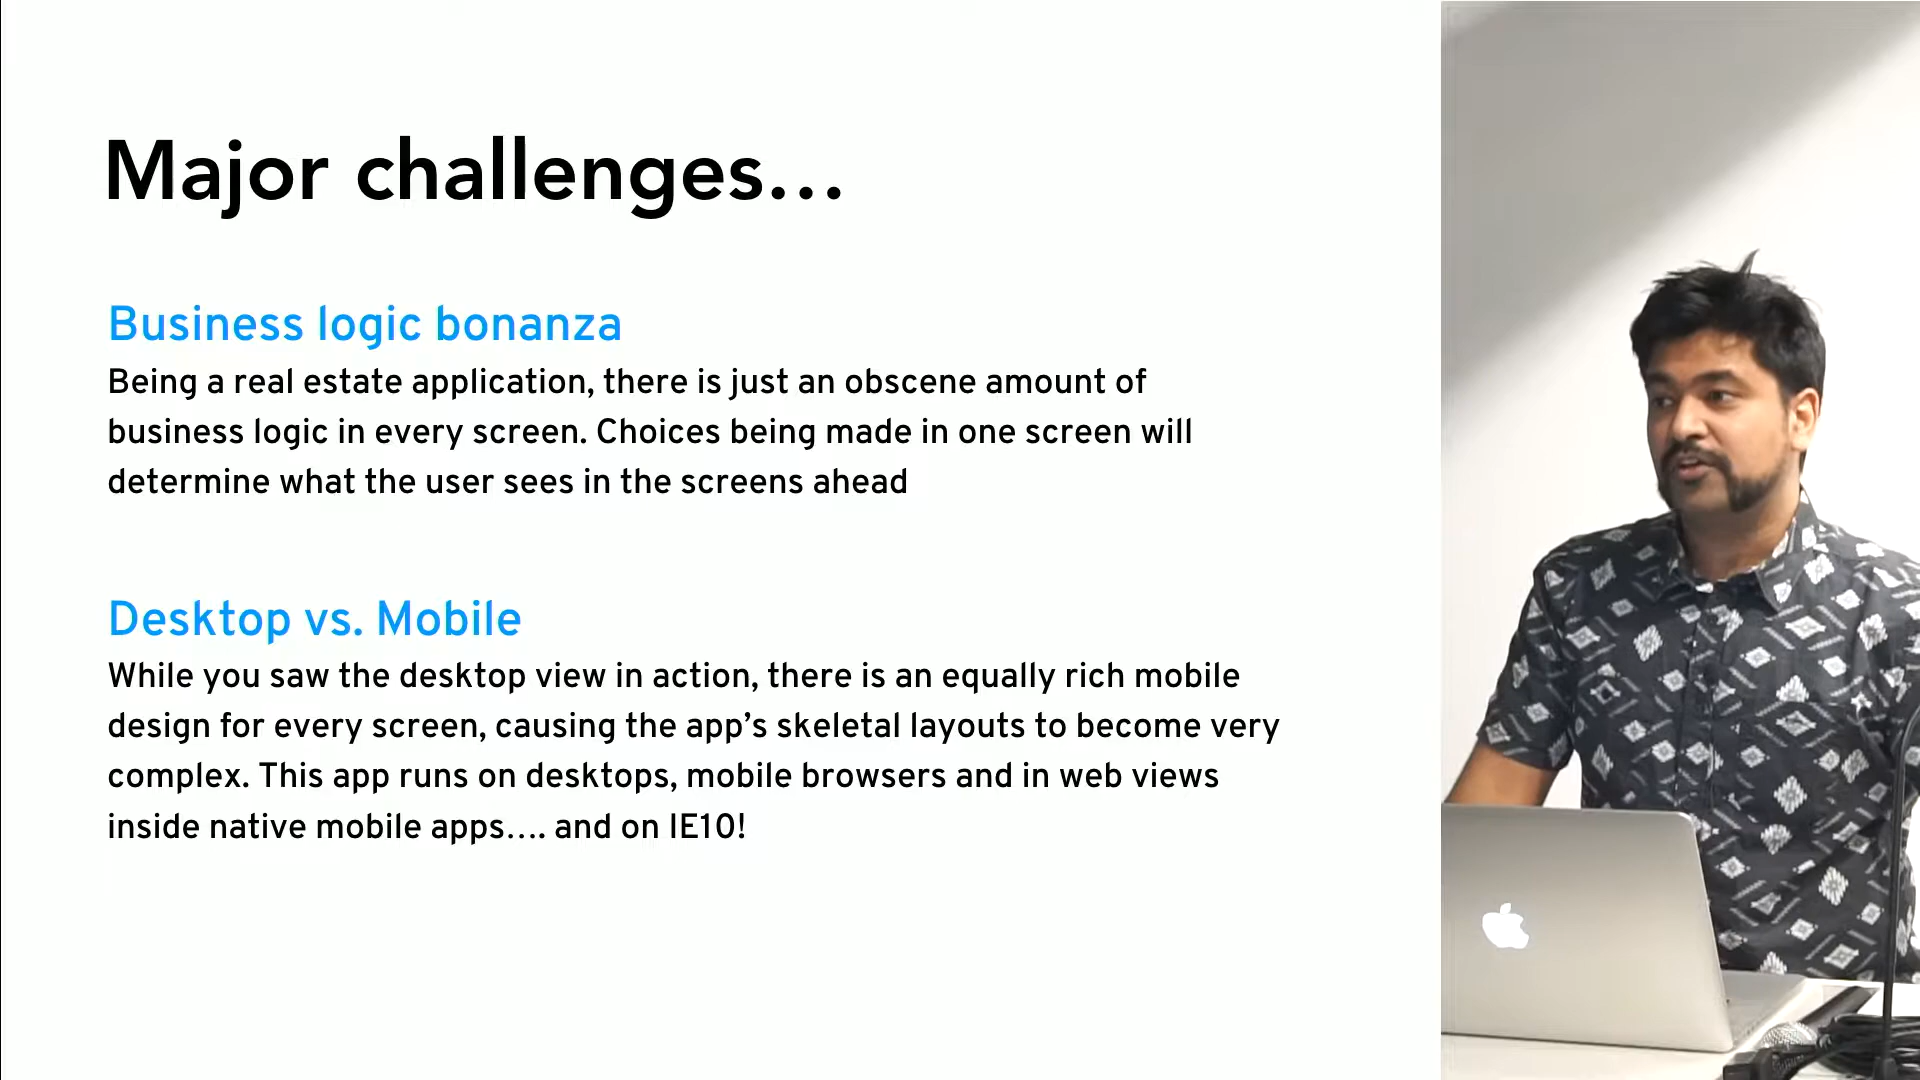 Major challenges...
Business logic bonanza
Being a real estate application, there is just an obscene amount of
business logic in every screen. Choices being made in one screen will
determine what the user sees in the screens ahead
Desktop vs. Mobile
While you saw the desktop view in action, there is an equally rich mobile
design for every screen, causing the app’s skeletal layouts to become very
complex. This app runs on desktops, mobile browsers and in web views
inside native mobile apps.... and on IE10!